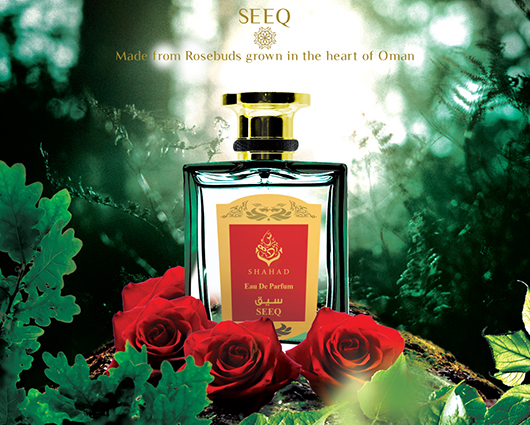 SEEQ
Made from Rosebuds grown in the heart of Oman
SHAHAD
Eau De Parfum
سيق
SEEQ